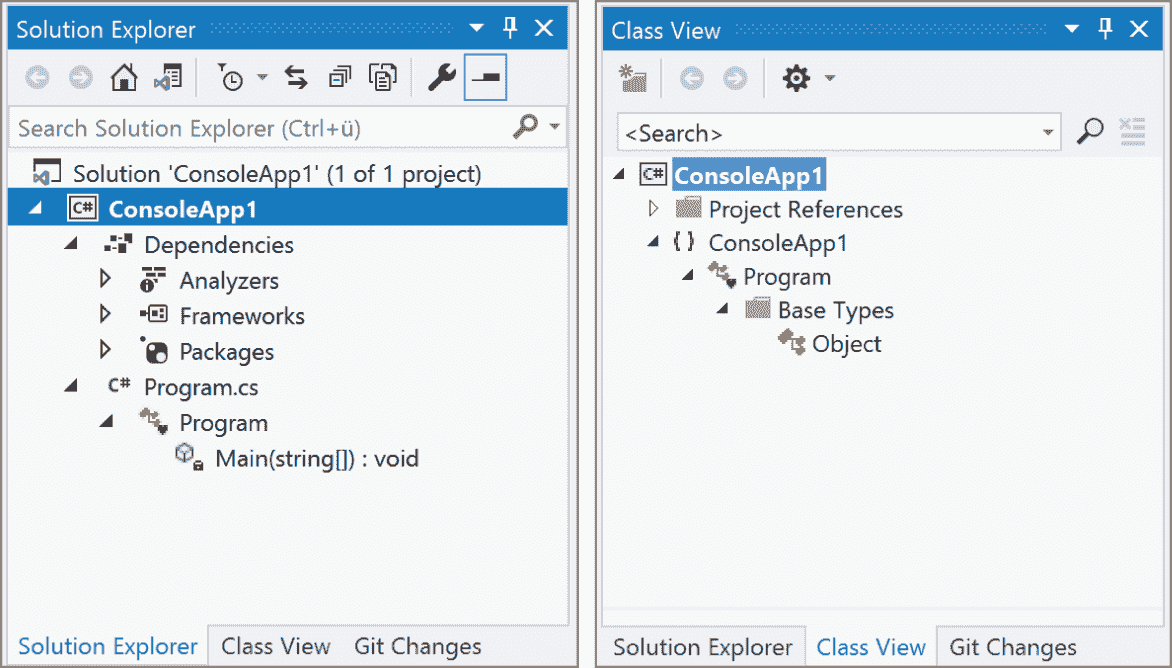 Solution Explorer
Search Solution Explorer (Ctrl+ü)
Solution 'ConsoleApp1' (1 of 1 project)
C# ConsoleApp1
Dependencies
Analyzers
Frameworks
Packages
C# Program.cs
Program
Main(string[]) : void
Solution Explorer Class View Git Changes
Class View
<Search>
C# ConsoleApp1
Project References
{} ConsoleApp1
Program
Base Types
Object
Solution Explorer Class View Git Changes